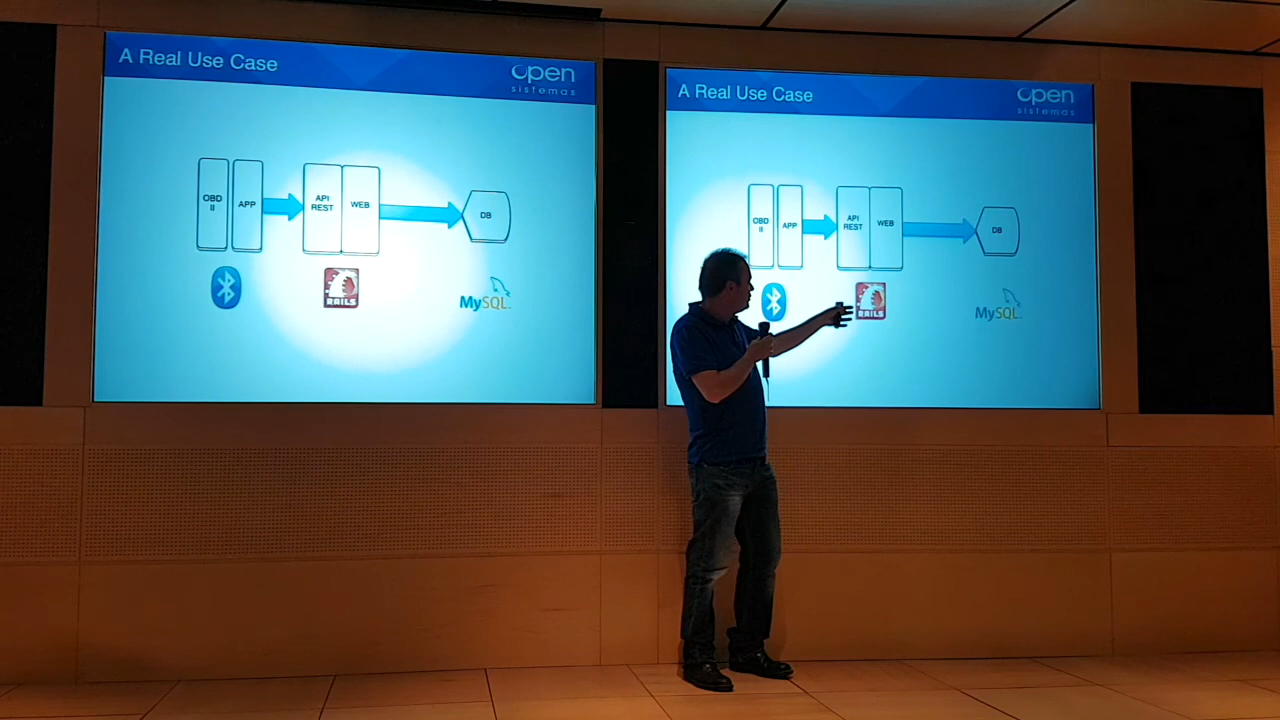 A Real Use Case
open
sistemas
OBD
II
APP
API
REST
WEB
DB
RAILS
MySQL
A Real Use Case
open
sistemas
OBD
II
APP
API
REST
WEB
DB
RAILS
MySQL